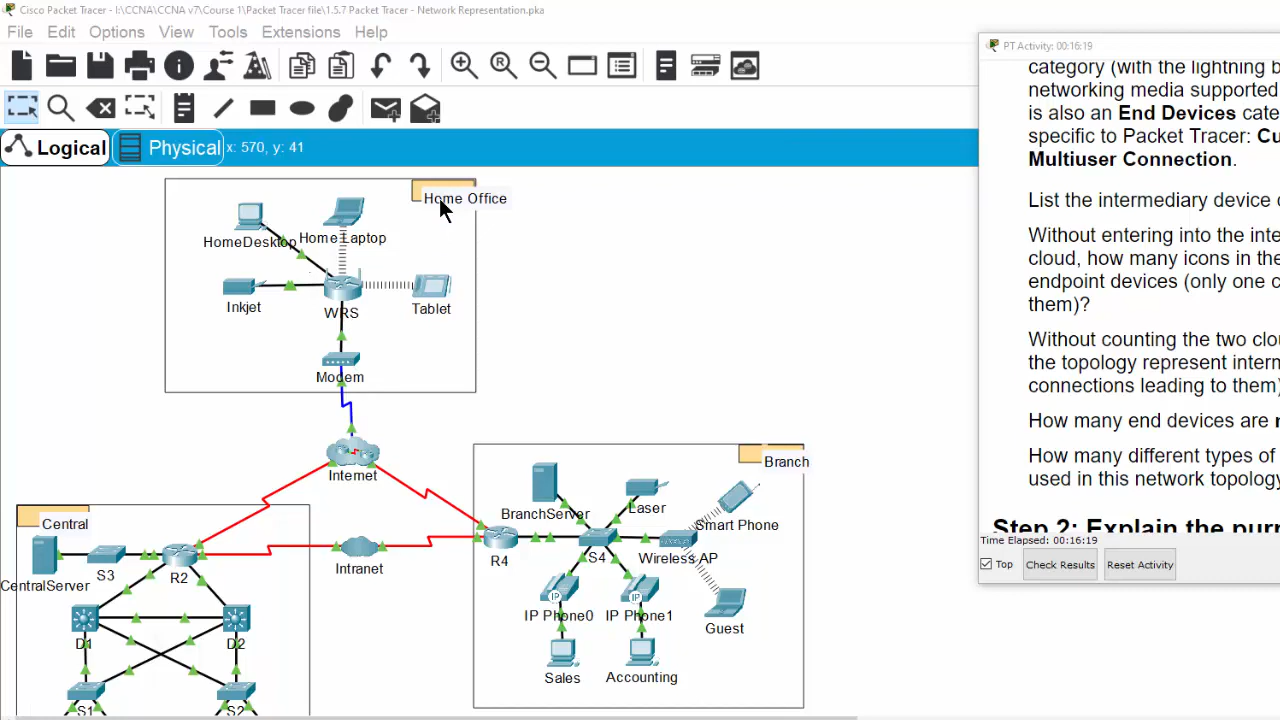 Cisco Packet Tracer - I:\CCNA\CCNA v7\Course 1\Packet Tracer file\1.5.7 Packet Tracer - Network Representation.pka
File Edit Options View Tools Extensions Help
Logical Physical x: 570, y: 41
Home Office
HomeDesktop Home Laptop
Inkjet WRS Tablet
Modem
Internet
Branch
BranchServer Laser
Smart Phone
R4 S4 Wireless AP
IP IP
IP Phone0 IP Phone1
Guest
Sales Accounting
Intranet
Central
CentralServer S3 R2
D1 D2
S1 S2
PT Activity: 00:16:19
category (with the lightning b
networking media supported
is also an End Devices cate
specific to Packet Tracer: Cu
Multiuser Connection.
List the intermediary device c
Without entering into the inte
cloud, how many icons in the
endpoint devices (only one c
them)?
Without counting the two clou
the topology represent intern
connections leading to them)
How many end devices are n
How many different types of
used in this network topology
Step 2: Explain the purp
Time Elapsed: 00:16:19
Top Check Results Reset Activity